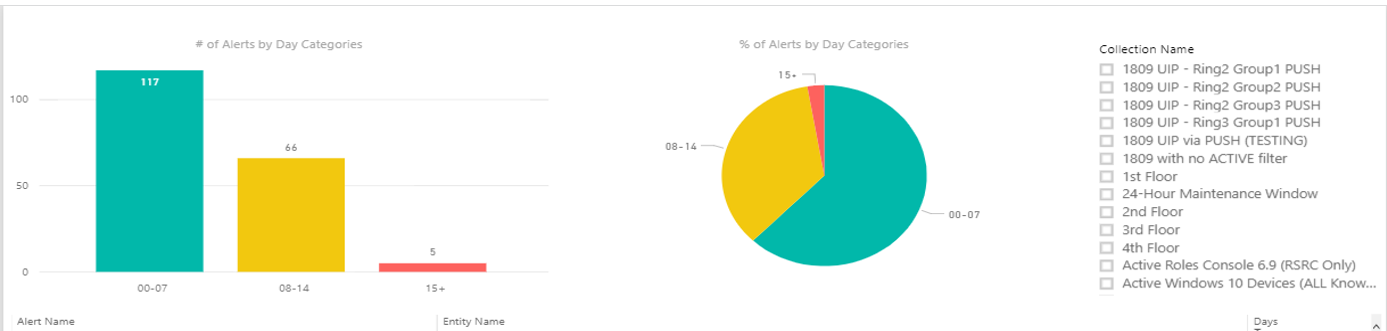 # of Alerts by Day Categories
117
100
66
50
5
0
00-07
08-14
15+
% of Alerts by Day Categories
15+
08-14
00-07
Collection Name
1809 UIP - Ring2 Group1 PUSH
1809 UIP - Ring2 Group2 PUSH
1809 UIP - Ring2 Group3 PUSH
1809 UIP - Ring3 Group1 PUSH
1809 UIP via PUSH (TESTING)
1809 with no ACTIVE filter
1st Floor
24-Hour Maintenance Window
2nd Floor
3rd Floor
4th Floor
Active Roles Console 6.9 (RSRC Only)
Active Windows 10 Devices (ALL Know...
Alert Name
Entity Name
Days